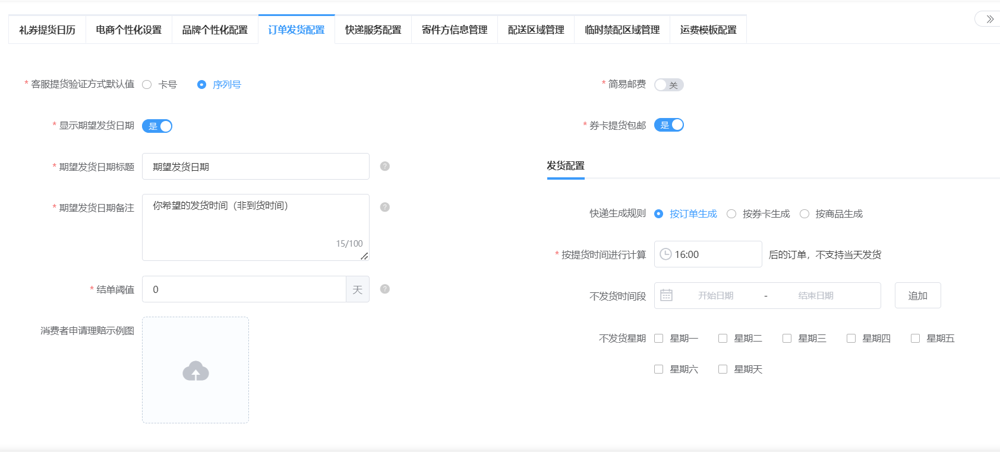 礼券提货日历 电商个性化设置 品牌个性化配置 订单发货配置 快递服务配置 寄件方信息管理 配送区域管理 临时禁配区域管理 运费模板配置
* 客服提货验证方式默认值 卡号 序列号
* 显示期望发货日期 是
* 期望发货日期标题 期望发货日期 ?
* 期望发货日期备注 你希望的发货时间（非到货时间） ?
15/100
* 结单阈值 0 天 ?
消费者申请理赔示例图
* 简易邮费 关
* 券卡提货包邮 是
发货配置
快递生成规则 按订单生成 按券卡生成 按商品生成
* 按提货时间进行计算 16:00 后的订单，不支持当天发货
不发货时间段 开始日期 - 结束日期 追加
不发货星期 星期一 星期二 星期三 星期四 星期五
星期六 星期天